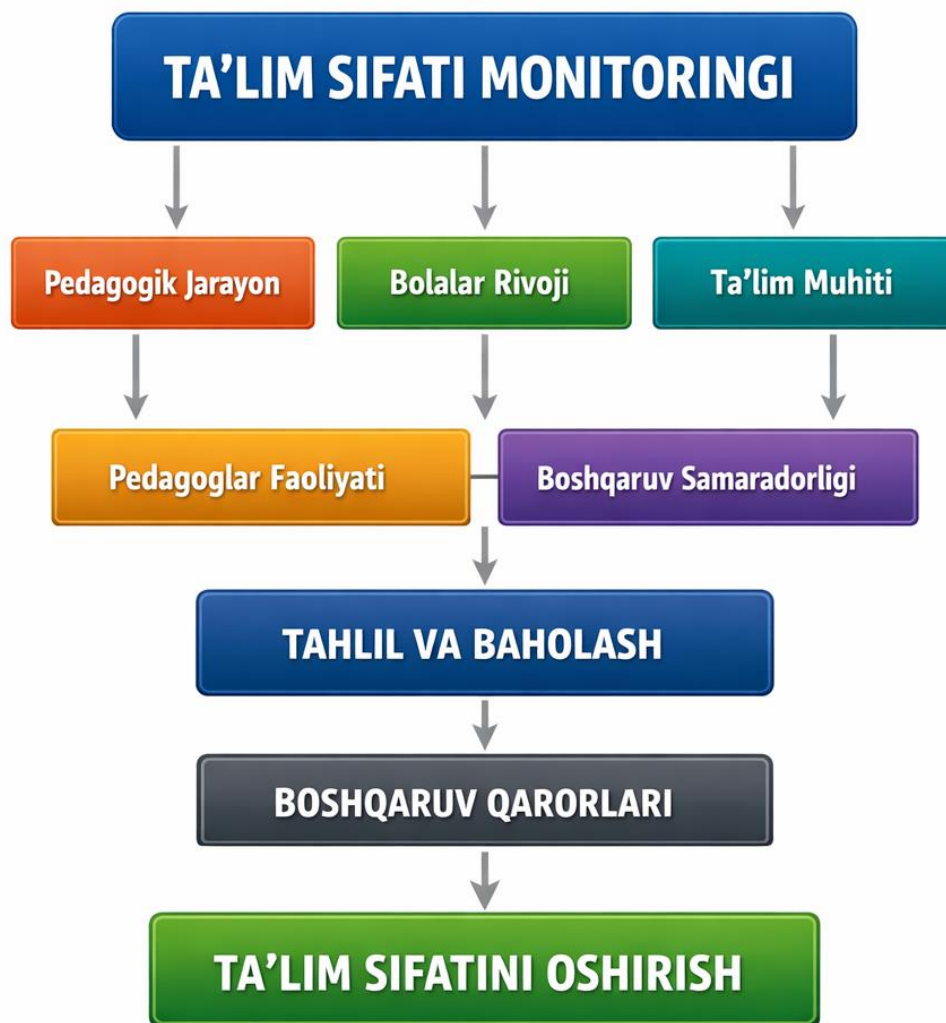 TA’LIM SIFATI MONITORINGI
Pedagogik Jarayon
Bolalar Rivoji
Ta’lim Muhiti
Pedagoglar Faoliyati
Boshqaruv Samaradorligi
TAHLIL VA BAHOLASH
BOSHQARUV QARORLARI
TA’LIM SIFATINI OSHIRISH